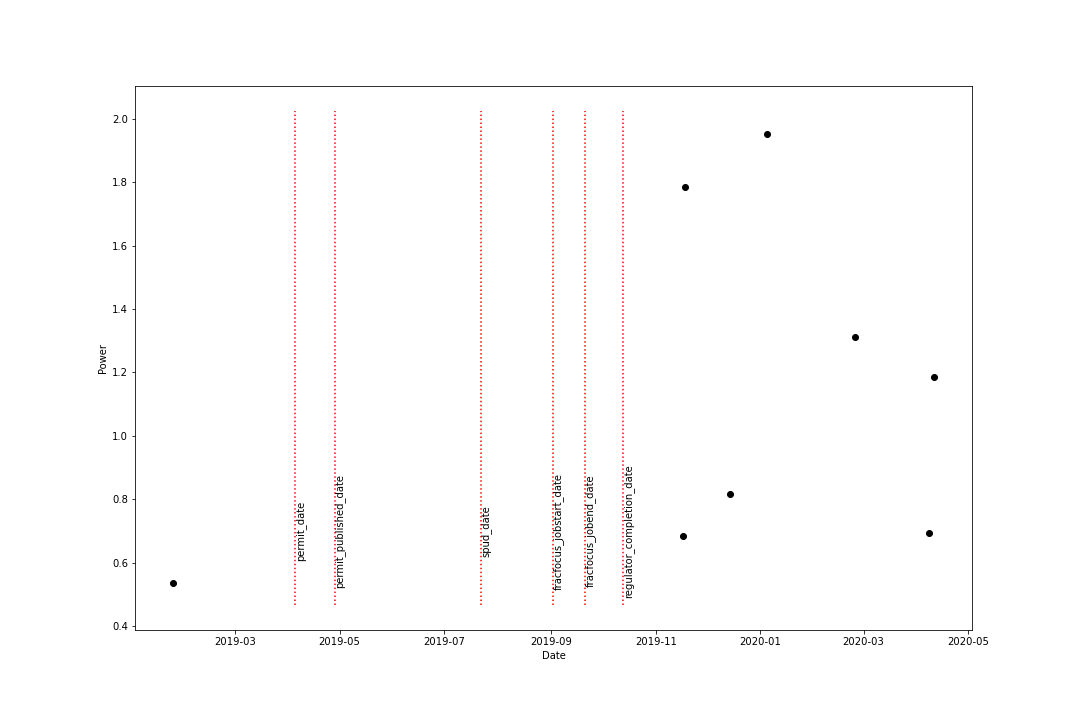 2.0
1.8
1.6
1.4
1.2
1.0
0.8
0.6
0.4
Power
permit_date
permit_published_date
spud_date
fracfocus_jobstart_date
fracfocus_jobend_date
regulator_completion_date
2019-03
2019-05
2019-07
2019-09
2019-11
2020-01
2020-03
2020-05
Date